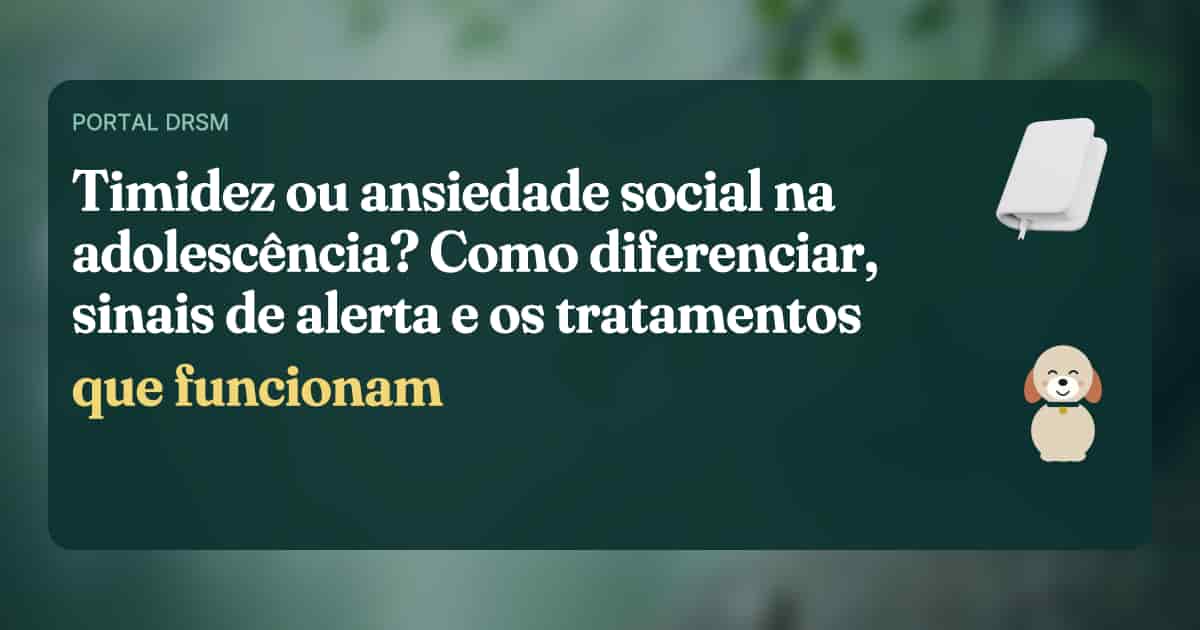 PORTAL DRSM
Timidez ou ansiedade social na
adolescência? Como diferenciar,
sinais de alerta e os tratamentos
que funcionam